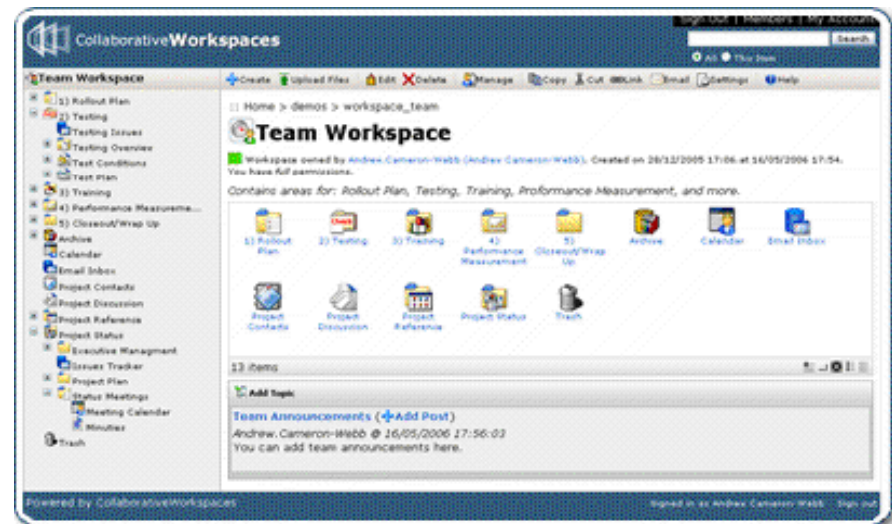 Sign Out | Members | My Account
CollaborativeWorkspaces
Search
All This Item
Team Workspace
Create Upload Files Edit Delete Manage Copy Cut Link Email Settings Help
1) Rollout Plan
2) Testing
Testing Issues
Testing Overview
Test Conditions
Test Plan
3) Training
4) Performance Measureme...
5) Closeout/Wrap Up
Archive
Calendar
Email Inbox
Project Contacts
Project Discussion
Project Reference
Project Status
Executive Managment
Issues Tracker
Project Plan
Status Meetings
Meeting Calendar
Minutes
Trash
:: Home > demos > workspace_team
Team Workspace
Workspace owned by Andrew.Cameron-Webb (Andrew Cameron-Webb). Created on 28/12/2005 17:06.at 16/05/2006 17:54.
You have full permissions.
Contains areas for: Rollout Plan, Testing, Training, Proformance Measurement, and more.
1) Rollout Plan
2) Testing
3) Training
4) Performance Measurement
5) Closeout/Wrap Up
Archive
Calendar
Email Inbox
Project Contacts
Project Discussion
Project Reference
Project Status
Trash
13 items
Add Topic
Team Announcements (Add Post)
Andrew.Cameron-Webb @ 16/05/2006 17:56:03
You can add team announcements here.
Powered by CollaborativeWorkspaces
Signed in as Andrew Cameron-Webb Sign out